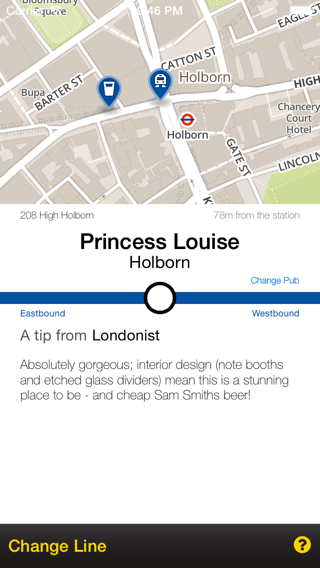 Bloomsbury
Square
46 PM
EAGLE ST
CATTON ST
Holborn
HIGH
Bupa
BARTER ST
Chancery
Court
Hotel
Holborn
GATE ST
LINCOLN
208 High Holborn
78m from the station
Princess Louise
Holborn
Change Pub
Eastbound
Westbound
A tip from Londonist
Absolutely gorgeous; interior design (note booths
and etched glass dividers) mean this is a stunning
place to be - and cheap Sam Smiths beer!
Change Line
?